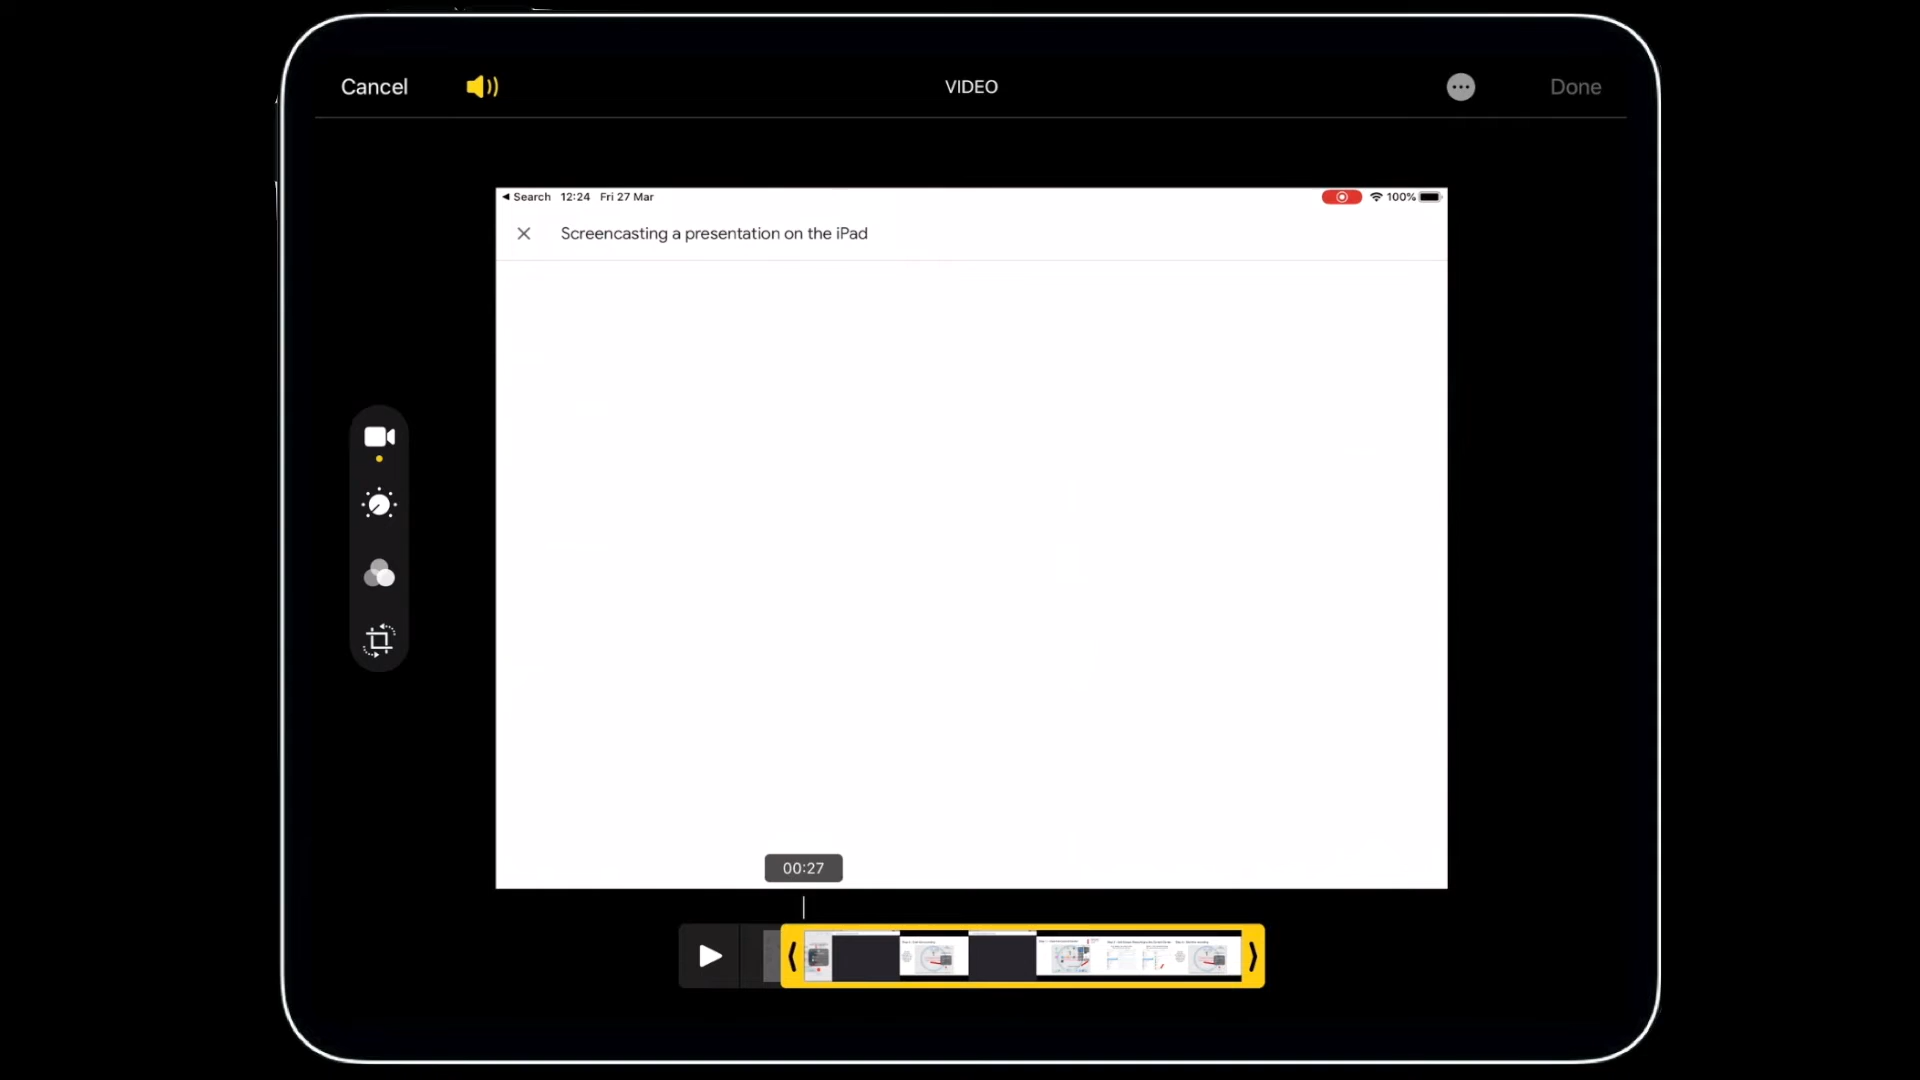 Cancel VIDEO Done
Search 12:24 Fri 27 Mar 100%
Screencasting a presentation on the iPad
00:27